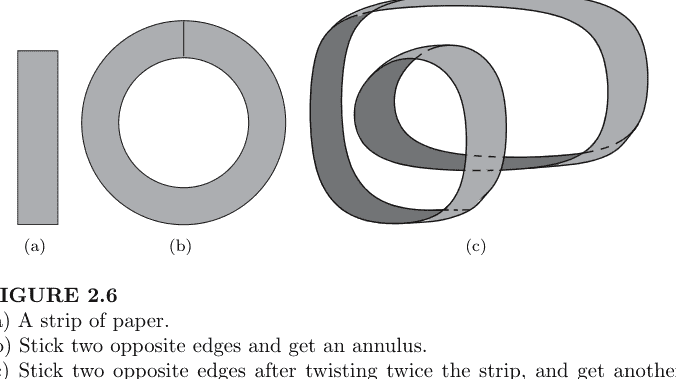 (a)
(b)
(c)
IGURE 2.6
) A strip of paper.
) Stick two opposite edges and get an annulus.
) Stick two opposite edges after twisting twice the strip, and get anothe